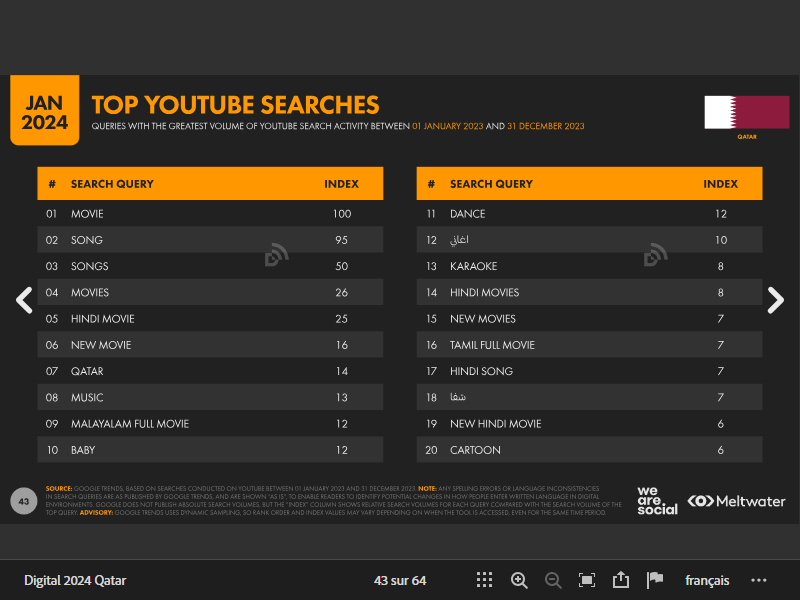 JAN
2024
TOP YOUTUBE SEARCHES
QUERIES WITH THE GREATEST VOLUME OF YOUTUBE SEARCH ACTIVITY BETWEEN 01 JANUARY 2023 AND 31 DECEMBER 2023
QATAR
# SEARCH QUERY INDEX
01 MOVIE 100
02 SONG 95
03 SONGS 50
04 MOVIES 26
05 HINDI MOVIE 25
06 NEW MOVIE 16
07 QATAR 14
08 MUSIC 13
09 MALAYALAM FULL MOVIE 12
10 BABY 12
# SEARCH QUERY INDEX
11 DANCE 12
12 اغاني 10
13 KARAOKE 8
14 HINDI MOVIES 8
15 NEW MOVIES 7
16 TAMIL FULL MOVIE 7
17 HINDI SONG 7
18 شفا 7
19 NEW HINDI MOVIE 6
20 CARTOON 6
43
SOURCE: GOOGLE TRENDS, BASED ON SEARCHES CONDUCTED ON YOUTUBE BETWEEN 01 JANUARY 2023 AND 31 DECEMBER 2023. NOTE: ANY SPELLING ERRORS OR LANGUAGE INCONSISTENCIES
IN SEARCH QUERIES ARE AS PUBLISHED BY GOOGLE TRENDS, AND ARE SHOWN "AS IS", TO ENABLE READERS TO IDENTIFY POTENTIAL CHANGES IN HOW PEOPLE ENTER WRITTEN LANGUAGE IN DIGITAL
ENVIRONMENTS. GOOGLE DOES NOT PUBLISH ABSOLUTE SEARCH VOLUMES, BUT THE "INDEX" COLUMN SHOWS RELATIVE SEARCH VOLUMES FOR EACH QUERY COMPARED WITH THE SEARCH VOLUME OF THE
TOP QUERY. ADVISORY: GOOGLE TRENDS USED DYNAMIC SAMPLING, SO RANK ORDER AND INDEX VALUES MAY VARY DEPENDING ON WHEN THE TOOL IS ACCESSED, EVEN FOR THE SAME TIME PERIOD.
we
are.
social
Meltwater
Digital 2024 Qatar
43 sur 64
français